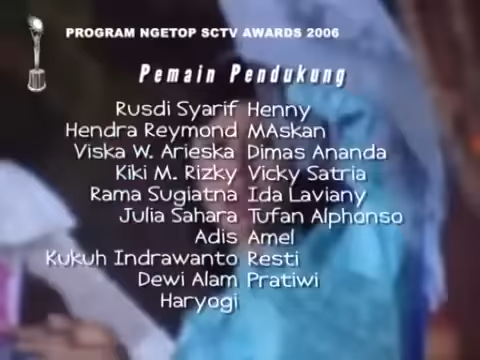 PROGRAM NGETOP SCTV AWARDS 2006
Pemain Pendukung
Rusdi Syarif Henny
Hendra Reymond MAskan
Viska W. Arieska Dimas Ananda
Kiki M. Rizky Vicky Satria
Rama Sugiatna Ida Laviany
Julia Sahara Tufan Alphonso
Adis Amel
Kukuh Indrawanto Resti
Dewi Alam Pratiwi
Haryogi